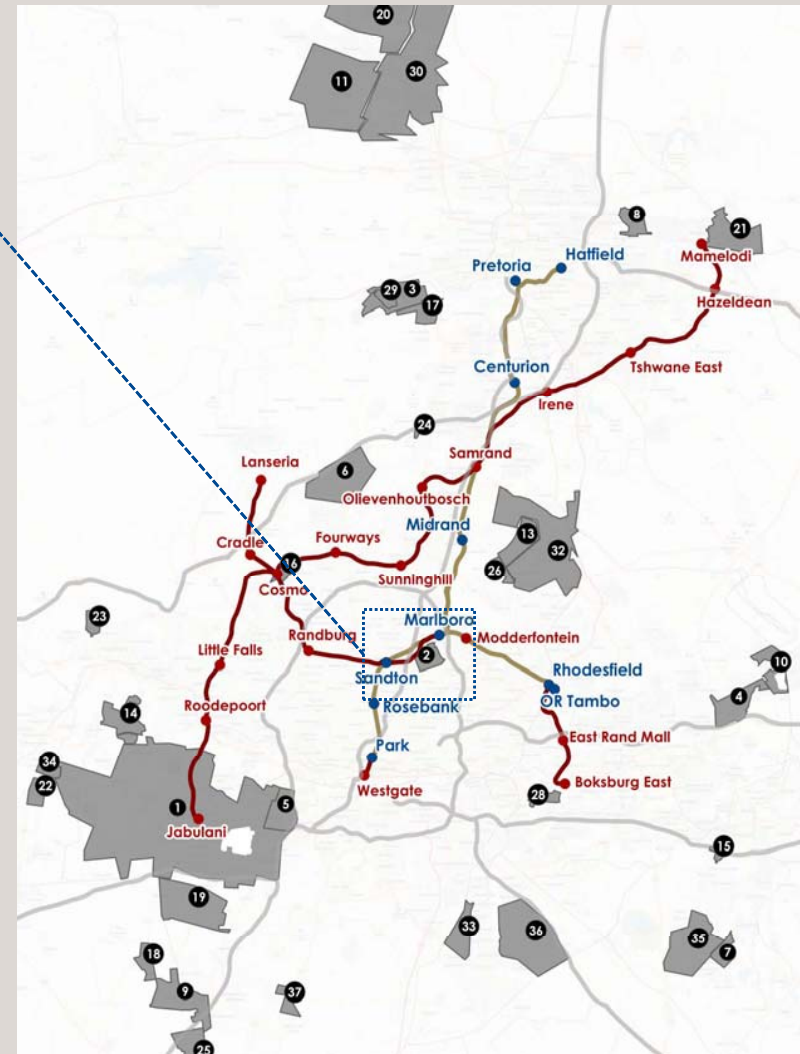 20
30
11
8
21
Mamelodi
Hatfield
Pretoria
Hazeldean
29
3
17
Centurion
Tshwane East
Irene
24
Samrand
Lanseria
6
Olievenhoutbosch
Midrand
13
32
Fourways
Cradle
16
26
Sunninghill
Cosmo
23
Marlboro
Randburg
Modderfontein
Little Falls
2
10
Rhodesfield
Sandton
4
OR Tambo
Roodepoort
Rosebank
14
East Rand Mall
Park
34
Boksburg East
22
Westgate
28
1
5
Jabulani
15
19
33
36
35
7
18
9
37
25